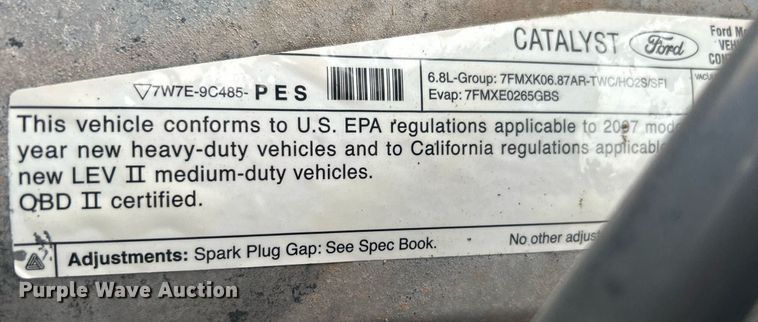 CATALYST Ford
Ford
▽7W7E-9C485- PES
6.8L-Group: 7FMXK06.87AR-TWC/HO2S/SFI
Evap: 7FMXE0265GBS
This vehicle conforms to U.S. EPA regulations applicable to 2007
year new heavy-duty vehicles and to California regulations
new LEV II medium-duty vehicles.
OBD II certified.
Adjustments: Spark Plug Gap: See Spec Book.
No other
Purple Wave Auction